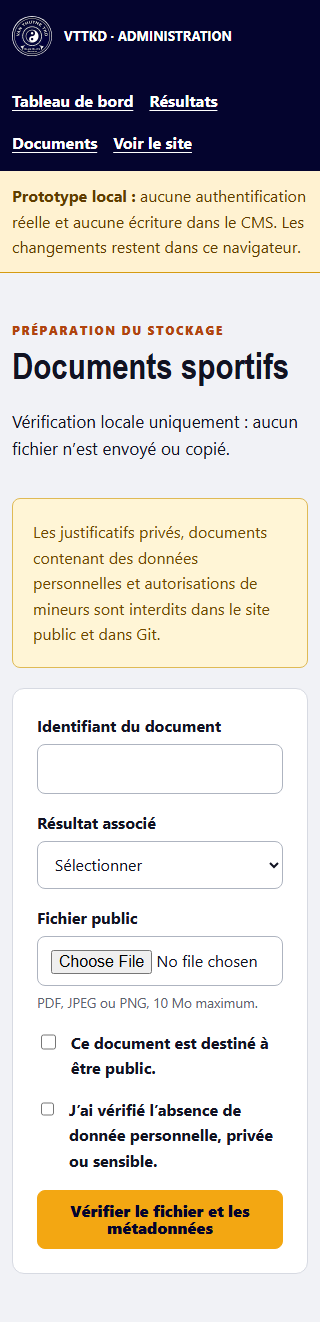 VTTKD - ADMINISTRATION
Tableau de bord Résultats
Documents Voir le site
Prototype local : aucune authentification
réelle et aucune écriture dans le CMS. Les
changements restent dans ce navigateur.
PRÉPARATION DU STOCKAGE
Documents sportifs
Vérification locale uniquement : aucun
fichier n’est envoyé ou copié.
Les justificatifs privés, documents
contenant des données
personnelles et autorisations de
mineurs sont interdits dans le site
public et dans Git.
Identifiant du document
Résultat associé
Sélectionner
Fichier public
Choose File No file chosen
PDF, JPEG ou PNG, 10 Mo maximum.
Ce document est destiné à
être public.
J’ai vérifié l’absence de
donnée personnelle, privée
ou sensible.
Vérifier le fichier et les
métadonnées